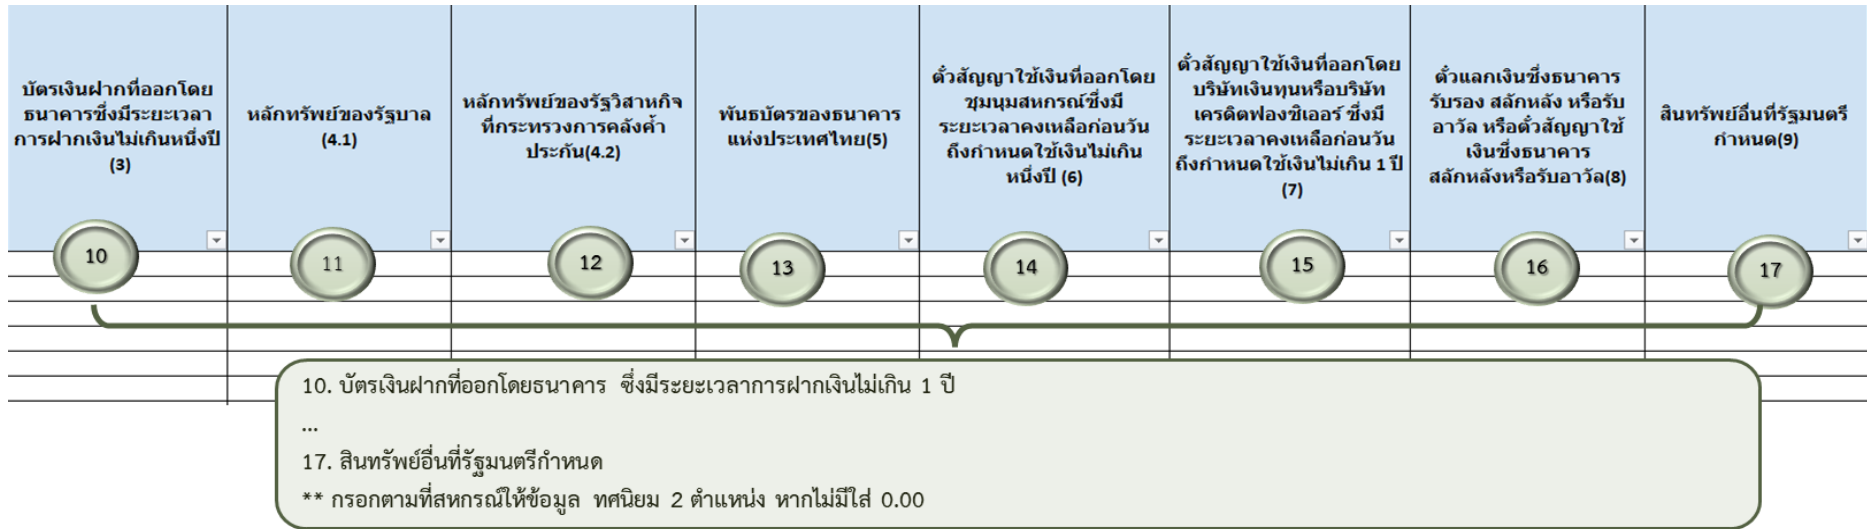 บัตรเงินฝากที่ออกโดย
ธนาคารซึ่งมีระยะเวลา
การฝากเงินไม่เกินหนึ่งปี
(3)
หลักทรัพย์ของรัฐบาล
(4.1)
หลักทรัพย์ของรัฐวิสาหกิจ
ที่กระทรวงการคลังค้ำ
ประกัน(4.2)
พันธบัตรของธนาคาร
แห่งประเทศไทย(5)
ตั๋วสัญญาใช้เงินที่ออกโดย
ชุมนุมสหกรณ์ซึ่งมี
ระยะเวลาคงเหลือก่อนวัน
ถึงกำหนดใช้เงินไม่เกิน
หนึ่งปี (6)
ตั๋วสัญญาใช้เงินที่ออกโดย
บริษัทเงินทุนหรือบริษัท
เครดิตฟองซิเออร์ ซึ่งมี
ระยะเวลาคงเหลือก่อนวัน
ถึงกำหนดใช้เงินไม่เกิน 1 ปี
(7)
ตั๋วแลกเงินซึ่งธนาคาร
รับรอง สลักหลัง หรือรับ
อาวัล หรือตั๋วสัญญาใช้
เงินซึ่งธนาคาร
สลักหลังหรือรับอาวัล(8)
สินทรัพย์อื่นที่รัฐมนตรี
กำหนด(9)
10
11
12
13
14
15
16
17
10. บัตรเงินฝากที่ออกโดยธนาคาร ซึ่งมีระยะเวลาการฝากเงินไม่เกิน 1 ปี
...
17. สินทรัพย์อื่นที่รัฐมนตรีกำหนด
** กรอกตามที่สหกรณ์ให้ข้อมูล ทศนิยม 2 ตำแหน่ง หากไม่มีใส่ 0.00